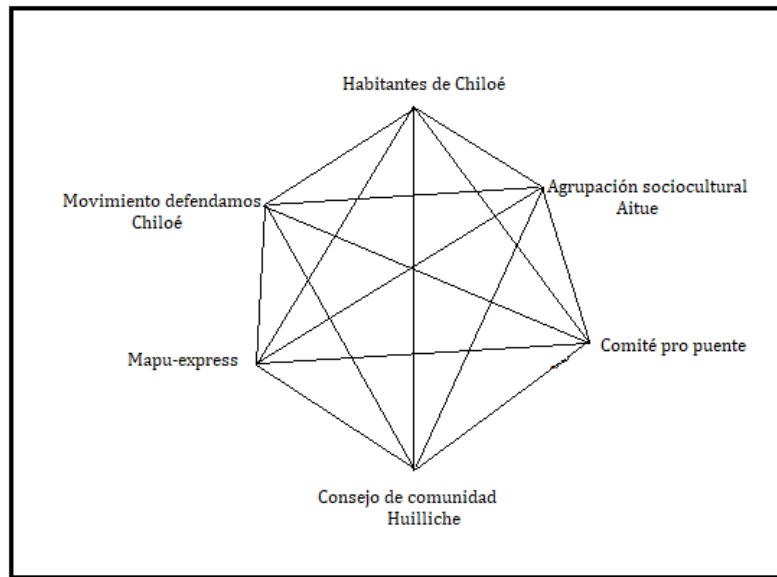 Habitantes de Chiloé
Movimiento defendamos
Chiloé
Agrupación sociocultural
Aitue
Mapu-express
Comité pro puente
Consejo de comunidad
Huilliche